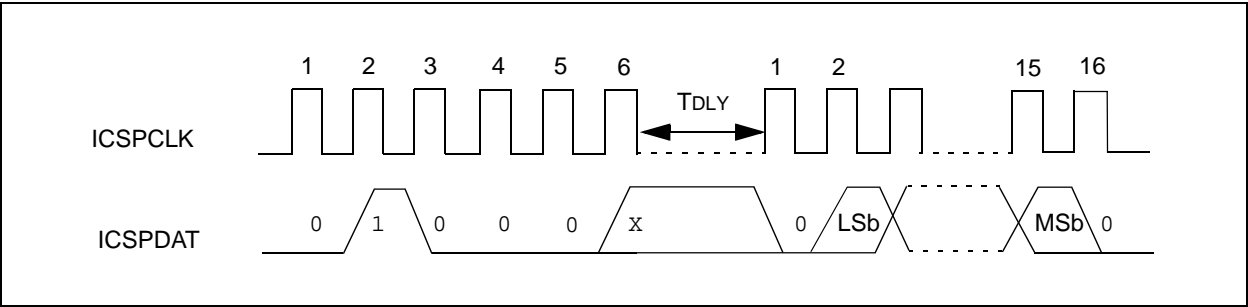 1 2 3 4 5 6 1 2 15 16
TDLY
ICSPCLK
ICSPDAT
0 1 0 0 0 X 0 LSb MSb 0